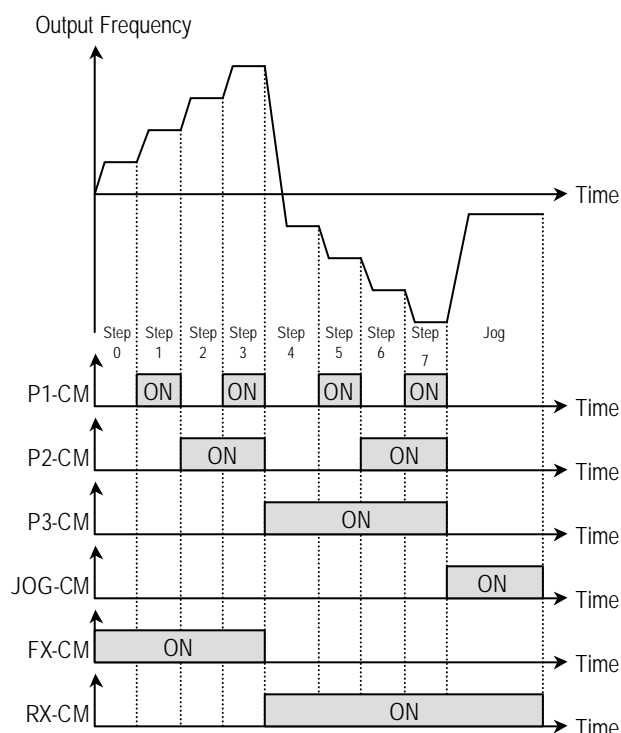 Output Frequency
Time
Step 0
Step 1
Step 2
Step 3
Step 4
Step 5
Step 6
Step 7
Jog
P1-CM
ON
ON
ON
ON
Time
P2-CM
ON
ON
Time
P3-CM
ON
Time
JOG-CM
ON
Time
FX-CM
ON
Time
RX-CM
ON
Time